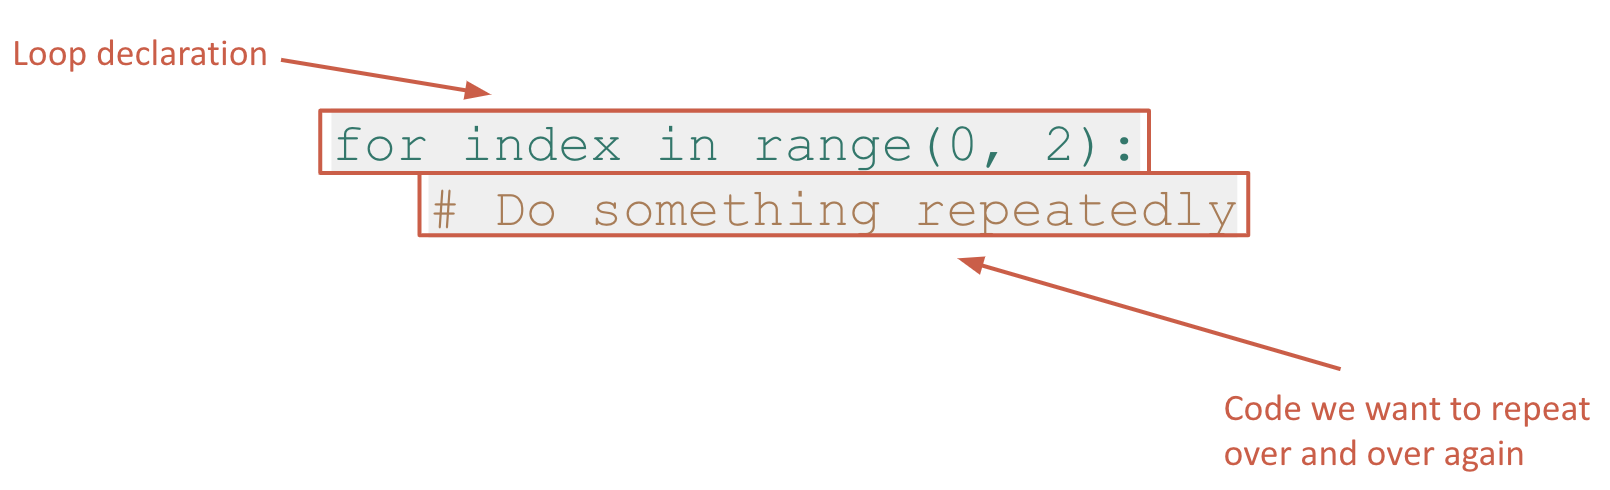 Loop declaration
for index in range(0, 2):
# Do something repeatedly
Code we want to repeat
over and over again